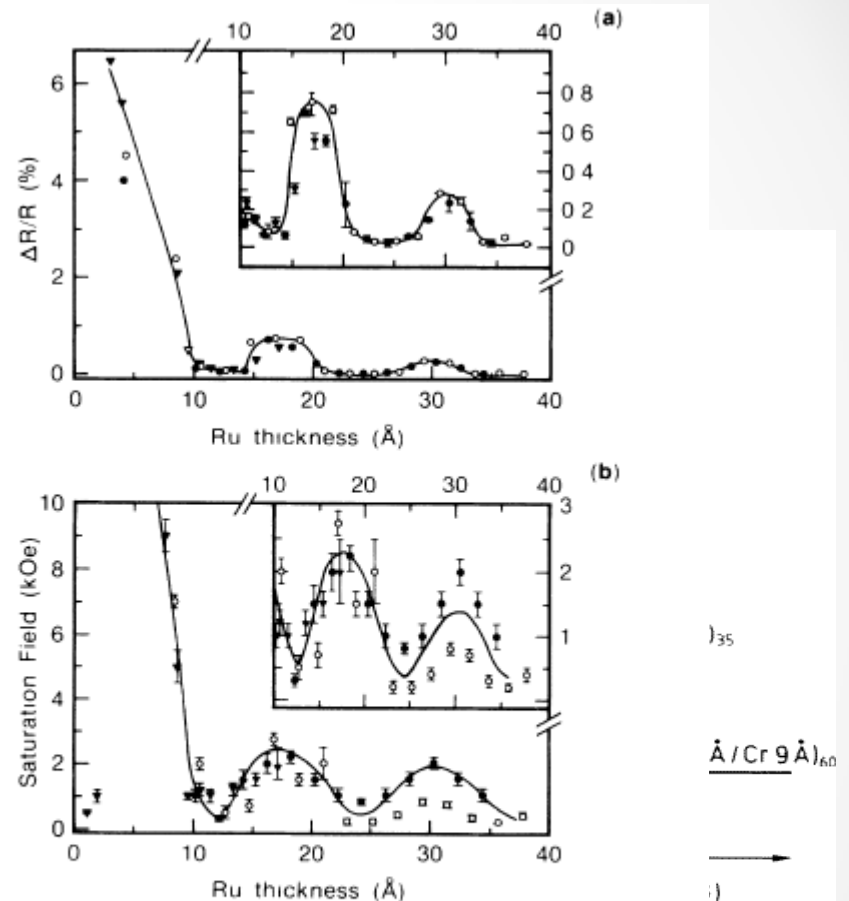 10 20 30 40 (a)
6
4
2
0
ΔR/R (%)
0 8
0 6
0 4
0 2
0
0 10 20 30 40
Ru thickness (Å)
10 20 30 40 (b)
10
8
6
4
2
0
Saturation Field (kOe)
3
2
1
0 10 20 30 40
Ru thickness (Å)
)₃₅
Å/Cr 9Å)₆₀
)